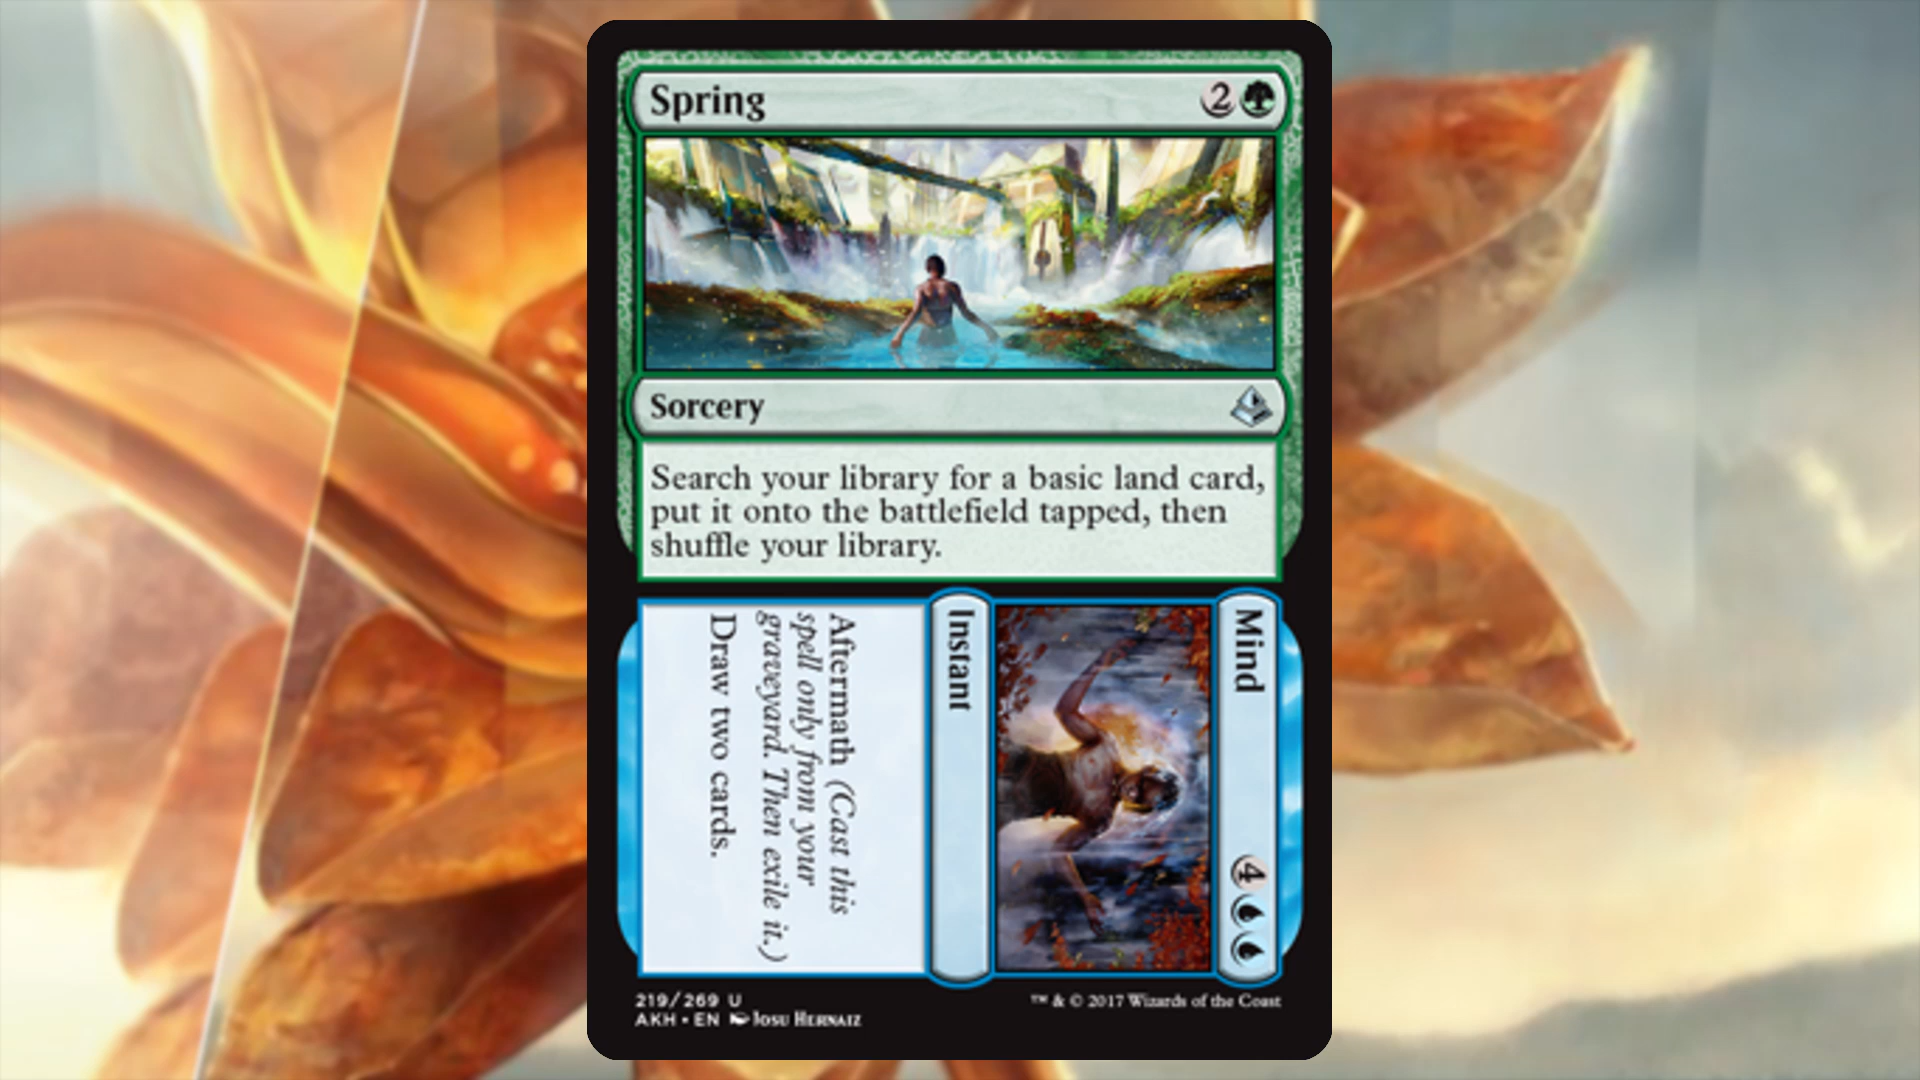 Spring
2
Sorcery
Search your library for a basic land card,
put it onto the battlefield tapped, then
shuffle your library.
Mind
4
Instant
Aftermath (Cast this
spell only from your
graveyard. Then exile it.)
Draw two cards.
219/269 U
AKH • EN Josu Hernaiz
™ & © 2017 Wizards of the Coast